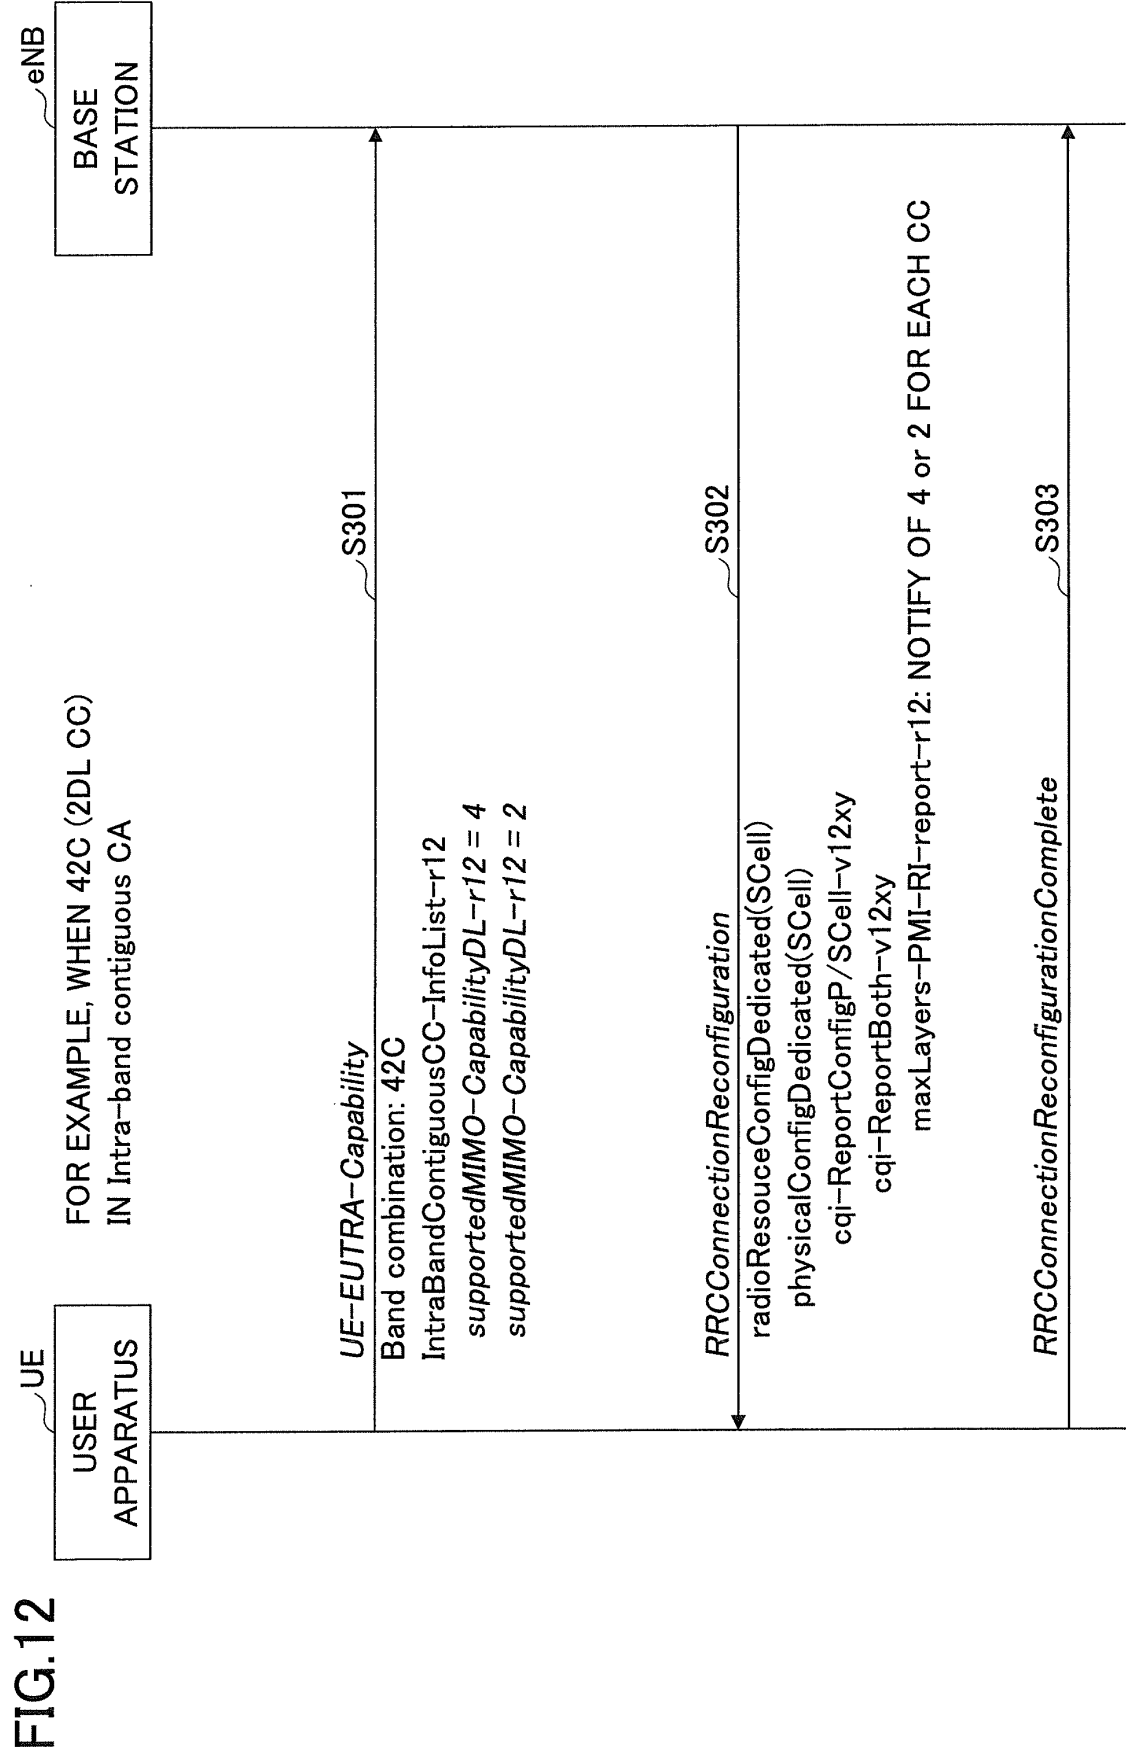 FIG.12
UE
USER
APPARATUS
eNB
BASE
STATION
FOR EXAMPLE, WHEN 42C (2DL CC)
IN Intra-band contiguous CA
UE-EUTRA-Capability
S301
Band combination: 42C
IntraBandContiguousCC-InfoList-r12
supportedMIMO-CapabilityDL-r12 = 4
supportedMIMO-CapabilityDL-r12 = 2
RRCConnectionReconfiguration
S302
radioResouceConfigDedicated(SCell)
physicalConfigDedicated(SCell)
cqi-ReportConfigP/SCell-v12xy
cqi-ReportBoth-v12xy
maxLayers-PMI-RI-report-r12: NOTIFY OF 4 or 2 FOR EACH CC
RRCConnectionReconfigurationComplete
S303